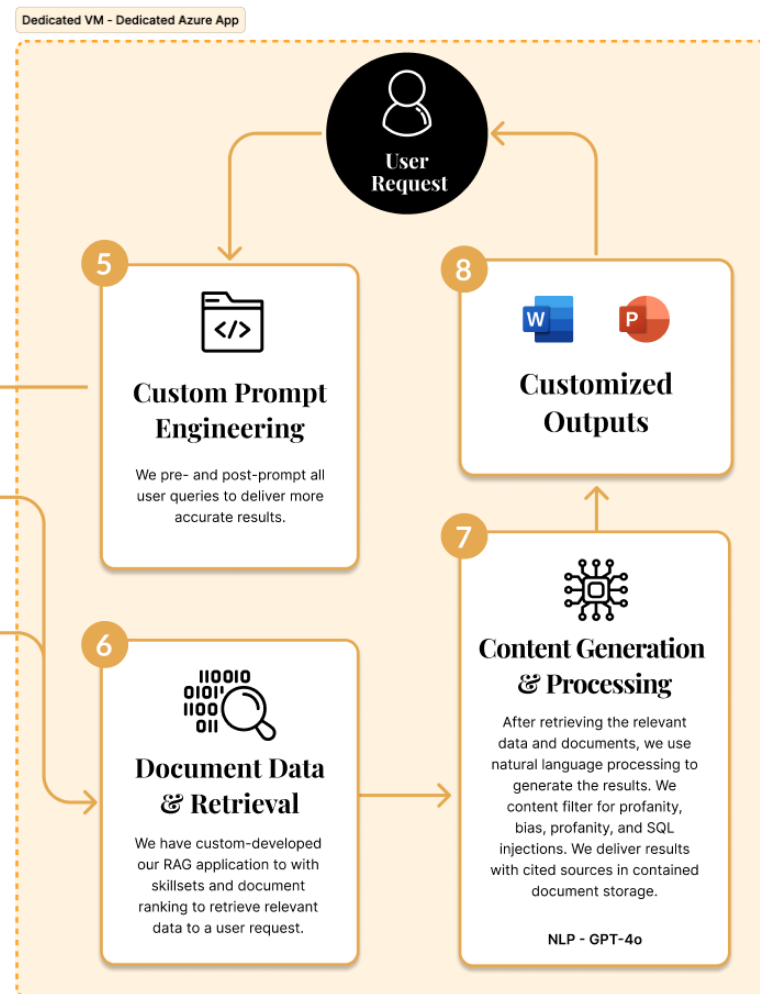 Dedicated VM - Dedicated Azure App
User
Request
5
Custom Prompt
Engineering
We pre- and post-prompt all
user queries to deliver more
accurate results.
6
110010
01011
1100
011
Document Data
& Retrieval
We have custom-developed
our RAG application to with
skillsets and document
ranking to retrieve relevant
data to a user request.
7
Content Generation
& Processing
After retrieving the relevant
data and documents, we use
natural language processing to
generate the results. We
content filter for profanity,
bias, profanity, and SQL
injections. We deliver results
with cited sources in contained
document storage.
NLP - GPT-4o
8
W
P
Customized
Outputs